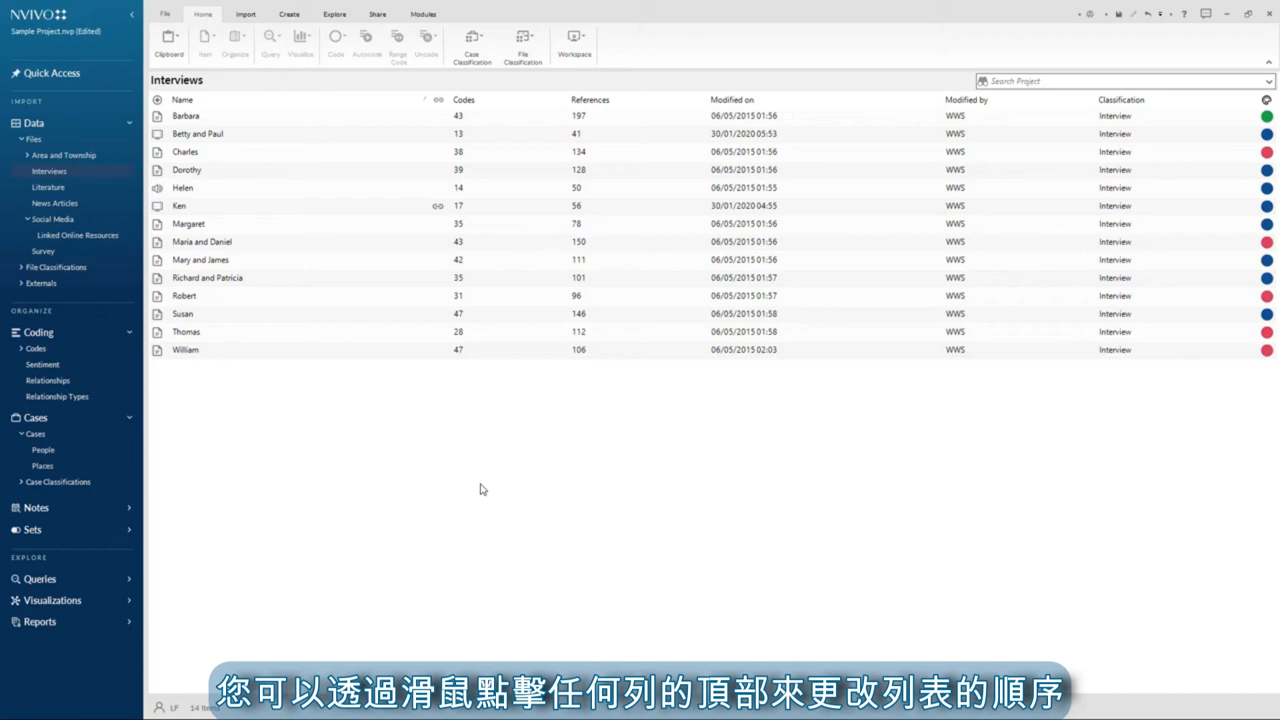 NVIVO
Sample Project.nvp (Edited)
File Home Import Create Explore Share Modules
Clipboard Item Organize Query Visualize Code Autocode Range Code Uncode Case Classification File Classification Workspace
Quick Access
IMPORT
Data
Files
Area and Township
Interviews
Literature
News Articles
Social Media
Linked Online Resources
Survey
File Classifications
Externals
ORGANIZE
Coding
Codes
Sentiment
Relationships
Relationship Types
Cases
Cases
People
Places
Case Classifications
Notes
Sets
EXPLORE
Queries
Visualizations
Reports
Interviews
Search Project
Name Codes References Modified on Modified by Classification
Barbara 43 197 06/05/2015 01:56 WWS Interview
Betty and Paul 13 41 30/01/2020 05:53 WWS Interview
Charles 38 134 06/05/2015 01:56 WWS Interview
Dorothy 39 128 06/05/2015 01:56 WWS Interview
Helen 14 50 06/05/2015 01:55 WWS Interview
Ken 17 56 30/01/2020 04:55 WWS Interview
Margaret 35 78 06/05/2015 01:56 WWS Interview
Maria and Daniel 43 150 06/05/2015 01:56 WWS Interview
Mary and James 42 111 06/05/2015 01:56 WWS Interview
Richard and Patricia 35 101 06/05/2015 01:57 WWS Interview
Robert 31 96 06/05/2015 01:57 WWS Interview
Susan 47 146 06/05/2015 01:58 WWS Interview
Thomas 28 112 06/05/2015 01:58 WWS Interview
William 47 106 06/05/2015 02:03 WWS Interview
LF 14 Items
您可以透過滑鼠點擊任何列的頂部來更改列表的順序